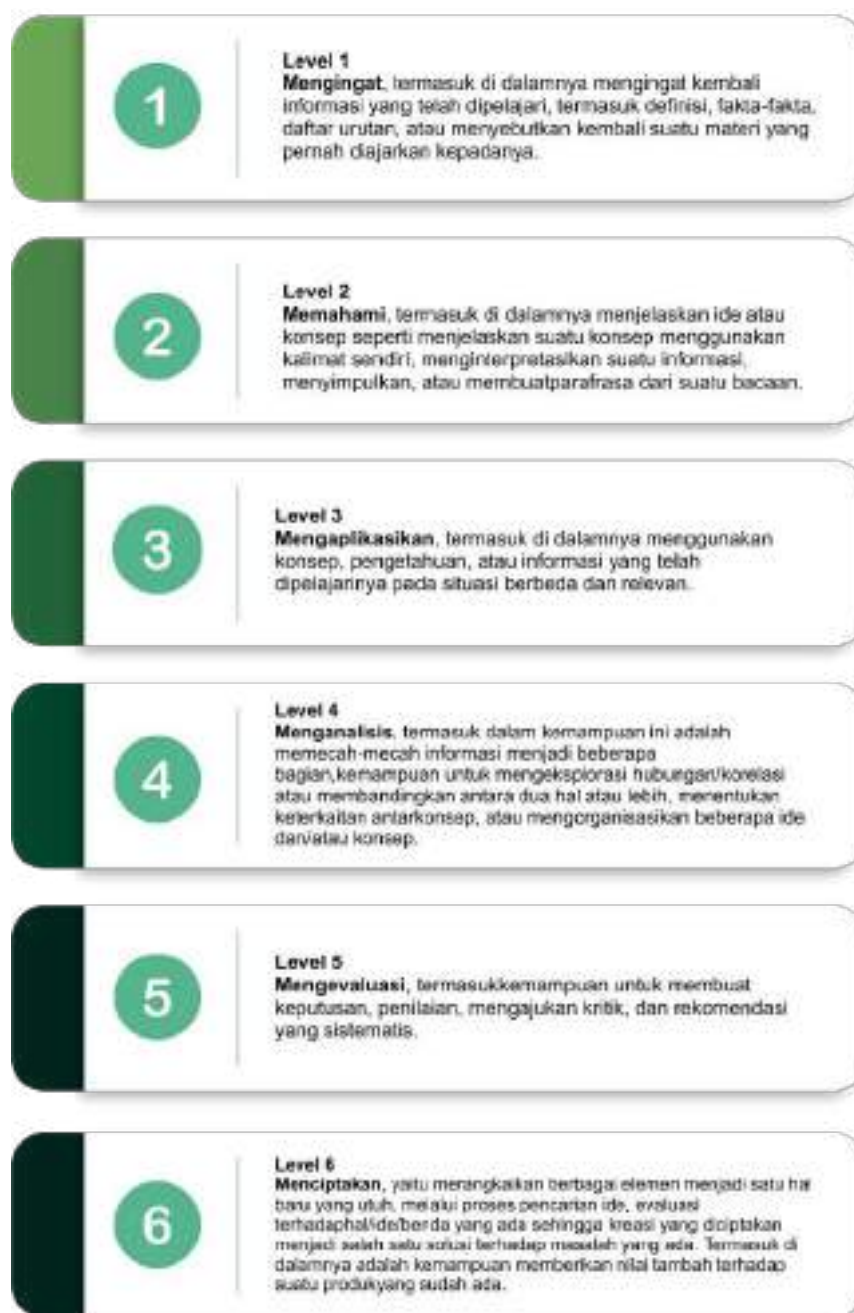 1
Level 1
Mengingat, termasuk di dalamnya mengingat kembali
informasi yang telah dipelajari, termasuk definisi, fakta-fakta,
daftar urutan, atau menyebutkan kembali suatu materi yang
pernah diajarkan kepadanya.
2
Level 2
Memahami, termasuk di dalamnya menjelaskan ide atau
konsep seperti menjelaskan suatu konsep menggunakan
kalimat sendiri, menginterpretasikan suatu informasi,
menyimpulkan, atau membuatparafrasa dari suatu bacaan.
3
Level 3
Mengaplikasikan, termasuk di dalamnya menggunakan
konsep, pengetahuan, atau informasi yang telah
dipelajarinya pada situasi berbeda dan relevan.
4
Level 4
Menganalisis, termasuk dalam kemampuan ini adalah
memecah-mecah informasi menjadi beberapa
bagian,kemampuan untuk mengeksplorasi hubungan/korelasi
atau membandingkan antara dua hal atau lebih, menentukan
keterkaitan antarkonsep, atau mengorganisasikan beberapa ide
dan/atau konsep.
5
Level 5
Mengevaluasi, termasukkemampuan untuk membuat
keputusan, penilaian, mengajukan kritik, dan rekomendasi
yang sistematis.
6
Level 6
Menciptakan, yaitu merangkaikan berbagai elemen menjadi satu hal
baru yang utuh, melalui proses pencarian ide, evaluasi
terhadaphal/ide/benda yang ada sehingga kreasi yang diciptakan
menjadi salah satu solusi terhadap masalah yang ada. Termasuk di
dalamnya adalah kemampuan memberikan nilai tambah terhadap
suatu produkyang sudah ada.